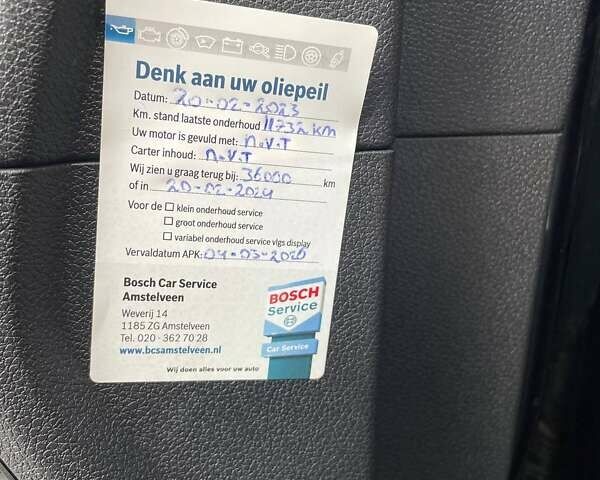 Denk aan uw oliepeil
Datum: 20-02-2023
Km. stand laatste onderhoud 11732 km
Uw motor is gevuld met: n.v.t
Carter inhoud: n.v.T
Wij zien u graag terug bij: 36000 km
of in 20-02-2024
Voor de klein onderhoud service
groot onderhoud service
variabel onderhoud service vlgs display
Vervaldatum APK: 04-03-2026
Bosch Car Service
Amstelveen
Weverij 14
1185 ZG Amstelveen
Tel. 020 - 362 70 28
www.bcsamstelveen.nl
BOSCH
Service
Car Service
Wij doen alles voor uw auto